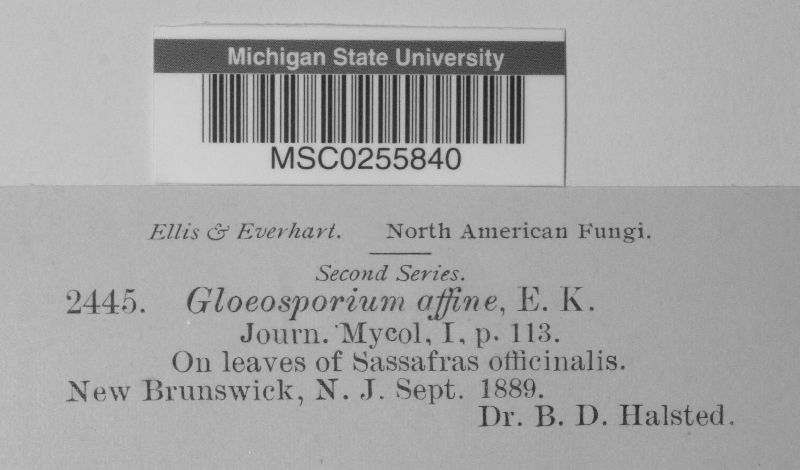 Michigan State University
MSC0255840
Ellis & Everhart. North American Fungi.
Second Series.
2445. Gloeosporium affine, E. K.
Journ. Mycol, I, p. 113.
On leaves of Sassafras officinalis.
New Brunswick, N. J. Sept. 1889.
Dr. B. D. Halsted.